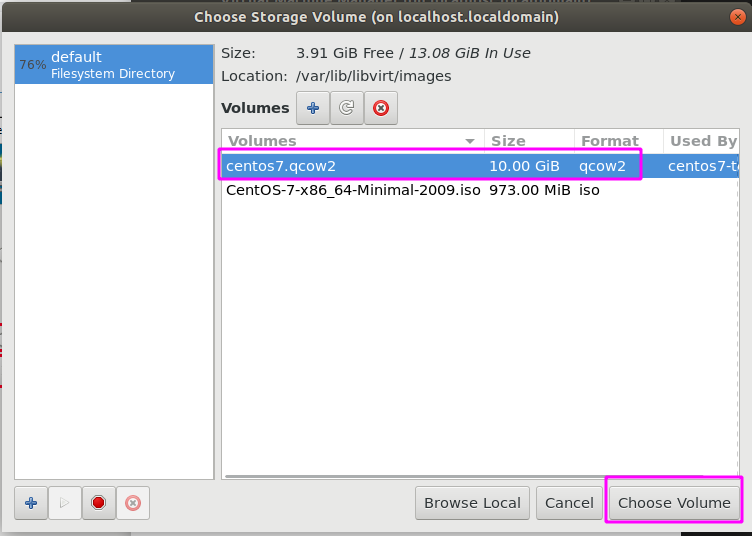 Choose Storage Volume (on localhost.localdomain)
76% default
Filesystem Directory
Size: 3.91 GiB Free / 13.08 GiB In Use
Location: /var/lib/libvirt/images
Volumes
Volumes Size Format Used By
centos7.qcow2 10.00 GiB qcow2 centos7-t
CentOS-7-x86_64-Minimal-2009.iso 973.00 MiB iso
Browse Local Cancel Choose Volume